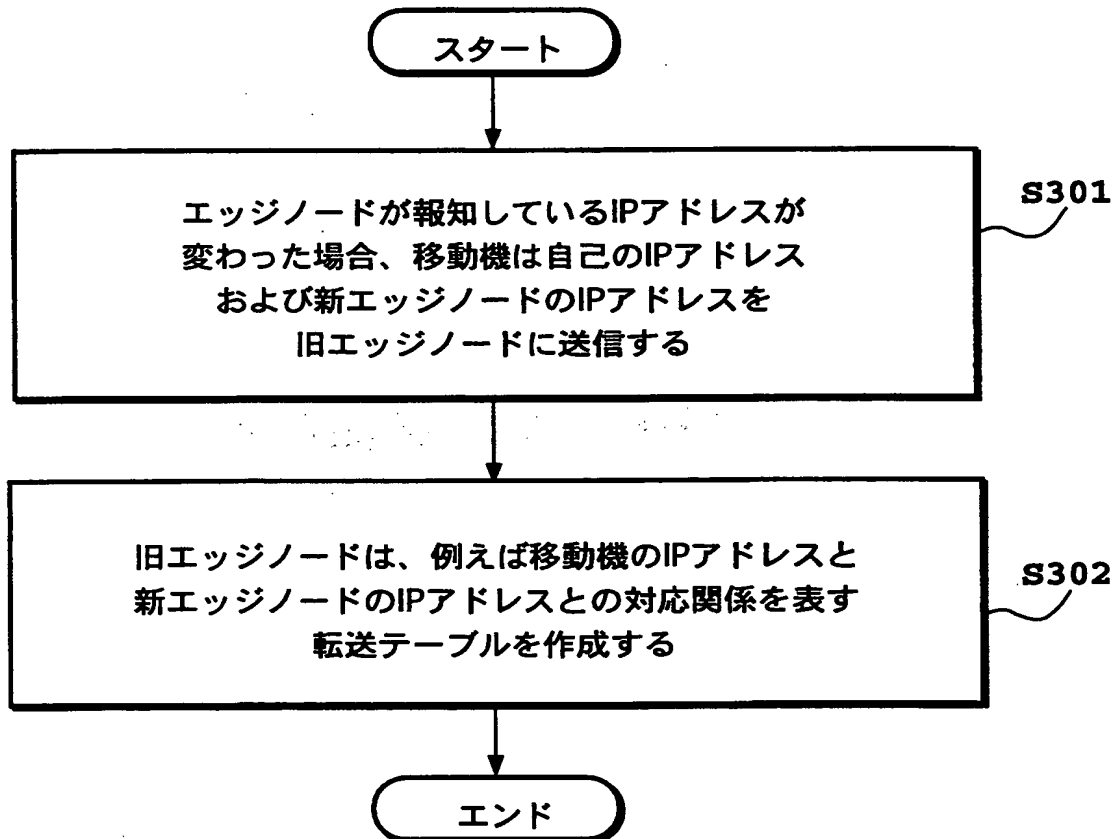 スタート
エッジノードが報知しているIPアドレスが
変わった場合、移動機は自己のIPアドレス
および新エッジノードのIPアドレスを
旧エッジノードに送信する
S301
旧エッジノードは、例えば移動機のIPアドレスと
新エッジノードのIPアドレスとの対応関係を表す
転送テーブルを作成する
S302
エンド